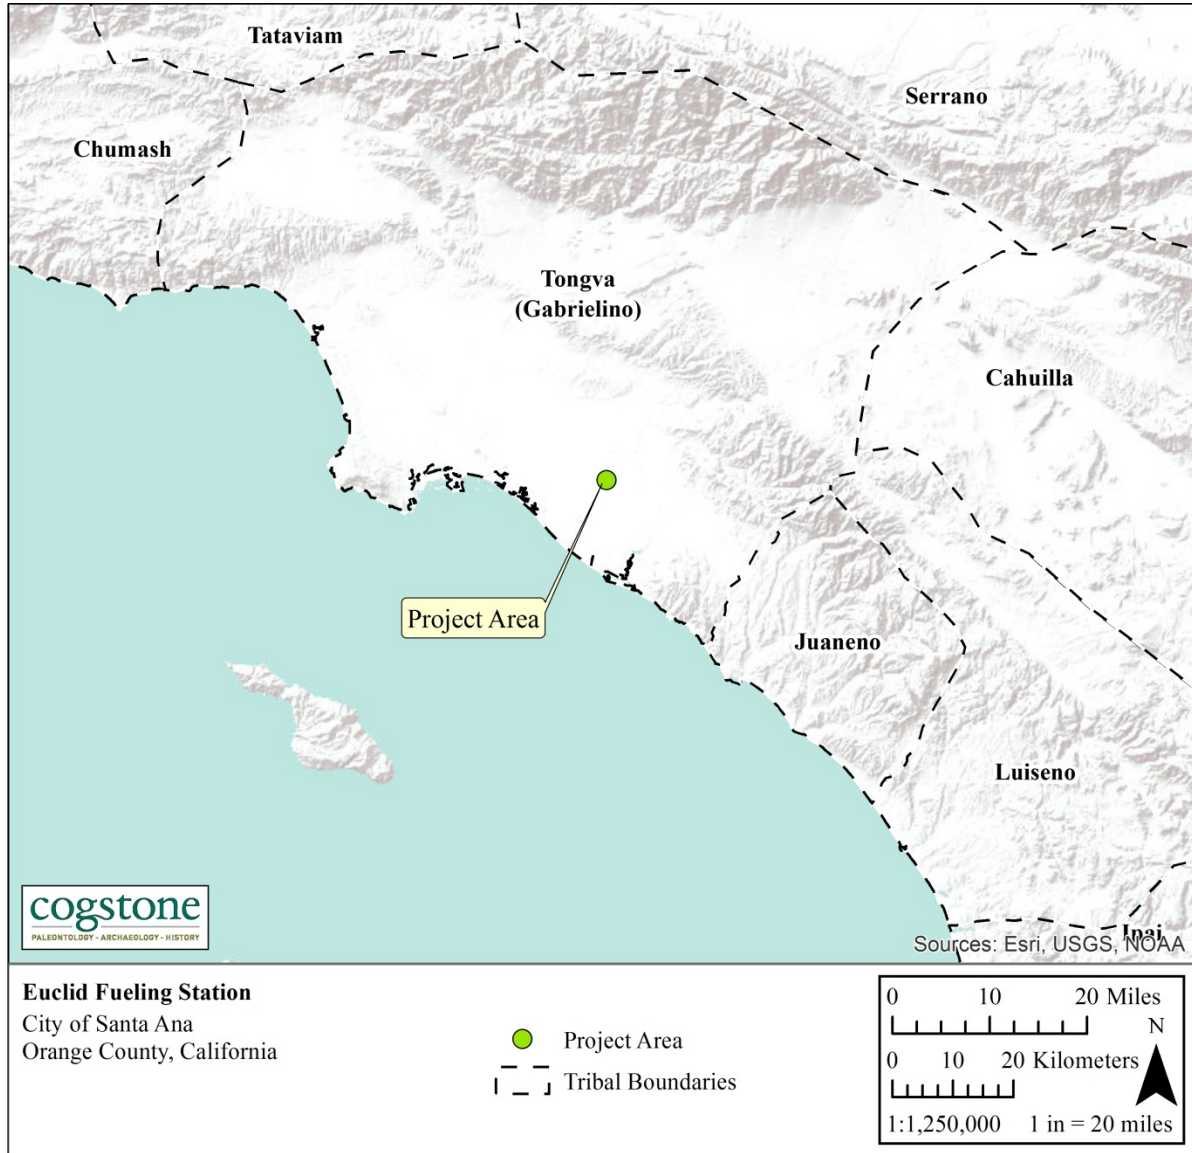 Tataviam
Serrano
Chumash
Tongva
(Gabrielino)
Cahuilla
Project Area
Juaneno
Luiseno
Ipai
Sources: Esri, USGS, NOAA
cogstone
PALEONTOLOGY - ARCHAEOLOGY - HISTORY
Euclid Fueling Station
City of Santa Ana
Orange County, California
Project Area
Tribal Boundaries
0 10 20 Miles
N
0 10 20 Kilometers
1:1,250,000 1 in = 20 miles